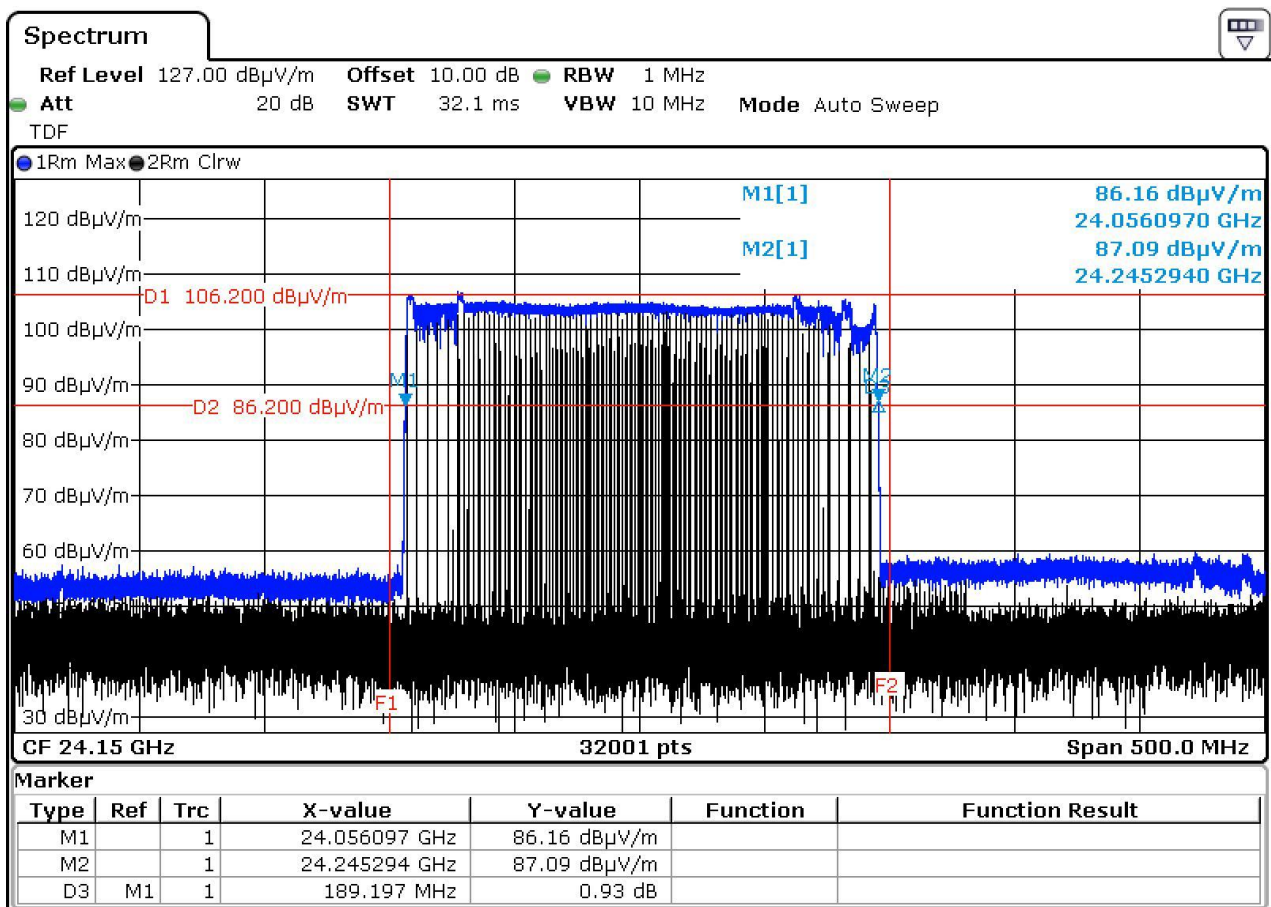 Spectrum
Ref Level 127.00 dBµV/m Offset 10.00 dB RBW 1 MHz
Att 20 dB SWT 32.1 ms VBW 10 MHz Mode Auto Sweep
TDF
1Rm Max 2Rm Clrw
M1[1] 86.16 dBµV/m
24.0560970 GHz
M2[1] 87.09 dBµV/m
24.2452940 GHz
120 dBµV/m
110 dBµV/m
D1 106.200 dBµV/m
100 dBµV/m
90 dBµV/m
M1
M2
D2 86.200 dBµV/m
80 dBµV/m
70 dBµV/m
60 dBµV/m
F1
F2
30 dBµV/m
CF 24.15 GHz 32001 pts Span 500.0 MHz
Marker
Type Ref Trc X-value Y-value Function Function Result
M1 1 24.056097 GHz 86.16 dBµV/m
M2 1 24.245294 GHz 87.09 dBµV/m
D3 M1 1 189.197 MHz 0.93 dB